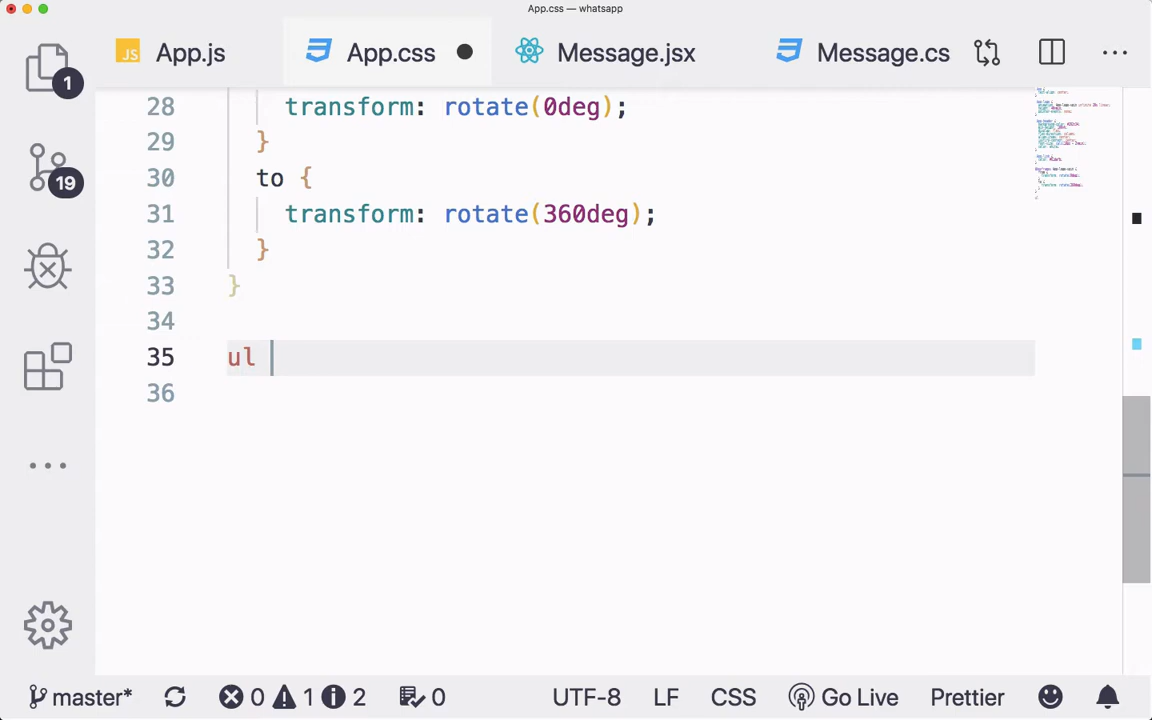 App.css — whatsapp
JS App.js App.css Message.jsx Message.cs
1
19
28 transform: rotate(0deg);
29 }
30 to {
31 transform: rotate(360deg);
32 }
33 }
34
35 ul
36
master* 0 1 2 0 UTF-8 LF CSS Go Live Prettier